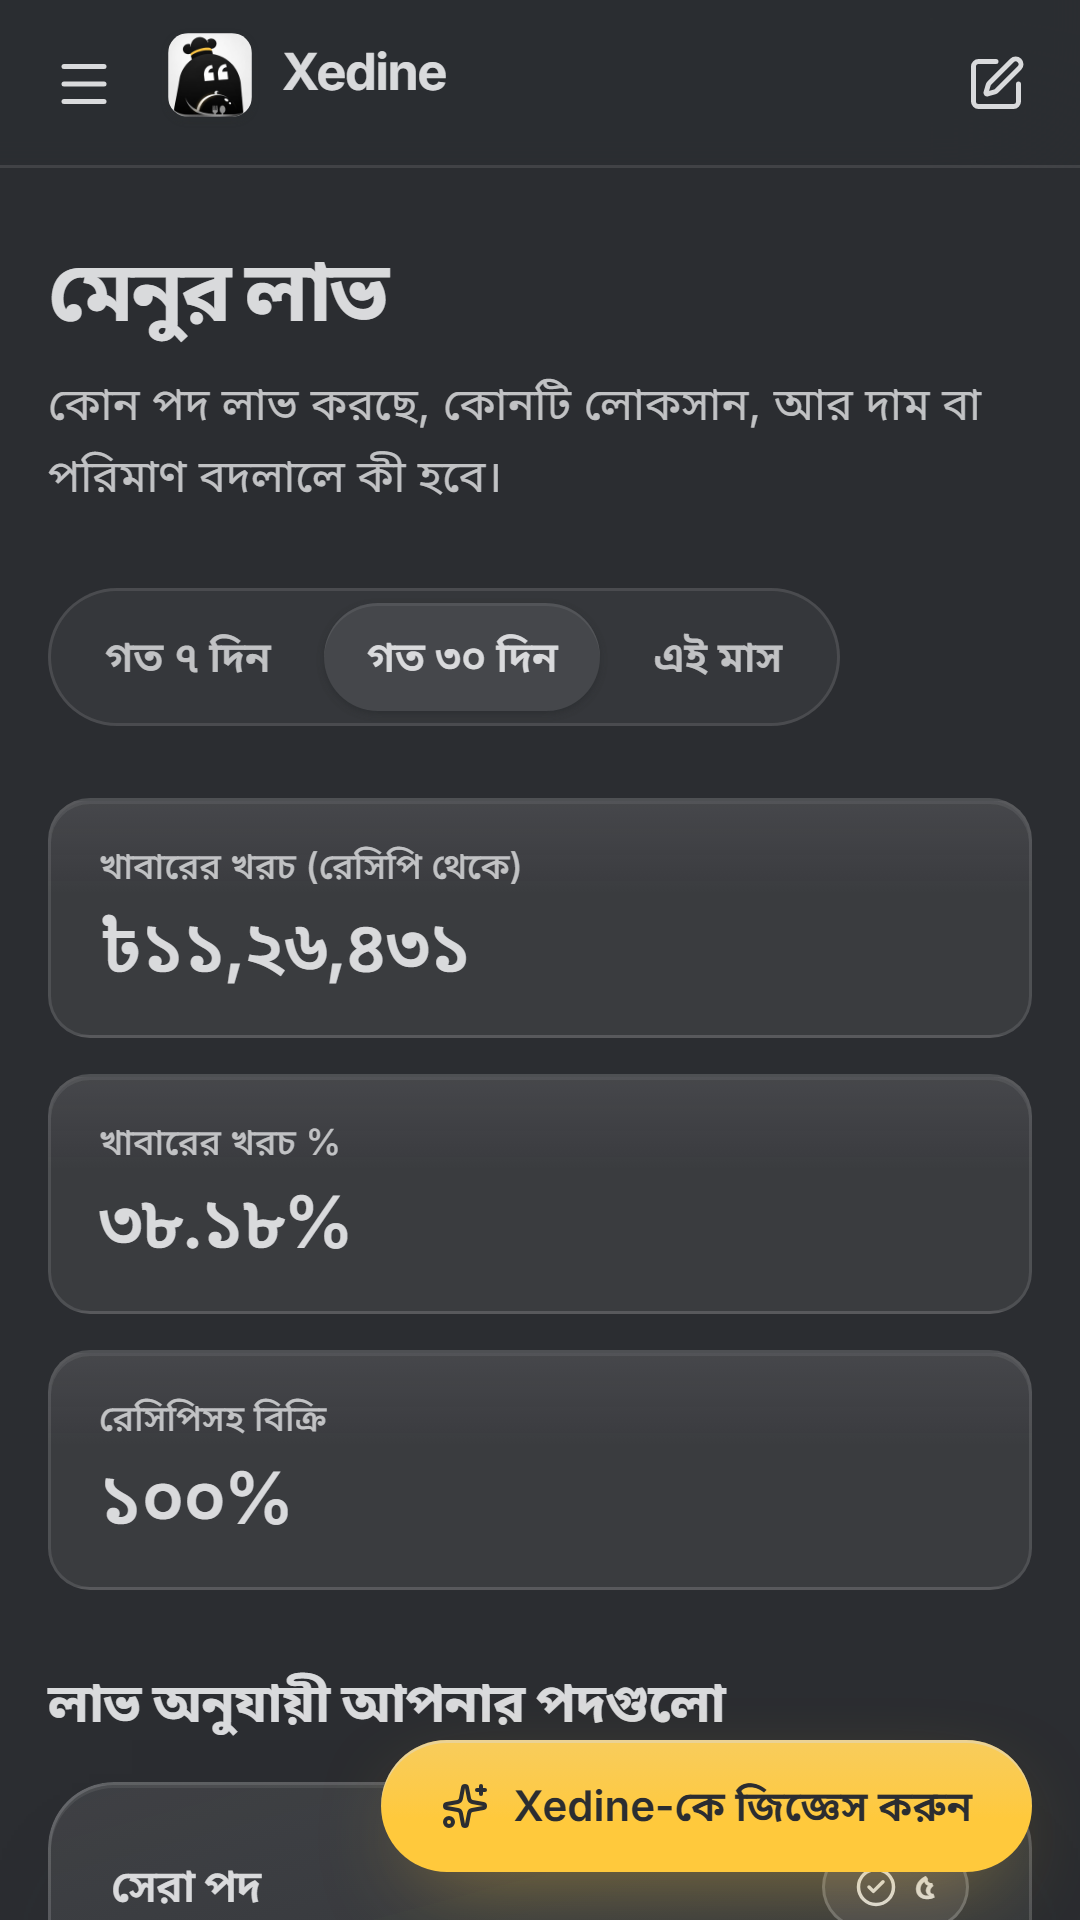 Xedine
মেনুর লাভ
কোন পদ লাভ করছে, কোনটি লোকসান, আর দাম বা
পরিমাণ বদলালে কী হবে।
গত ৭ দিন
গত ৩০ দিন
এই মাস
খাবারের খরচ (রেসিপি থেকে)
৳১১,২৬,৪৩১
খাবারের খরচ %
৩৮.১৮%
রেসিপিসহ বিক্রি
১০০%
লাভ অনুযায়ী আপনার পদগুলো
Xedine-কে জিজ্ঞেস করুন
সেরা পদ
৫